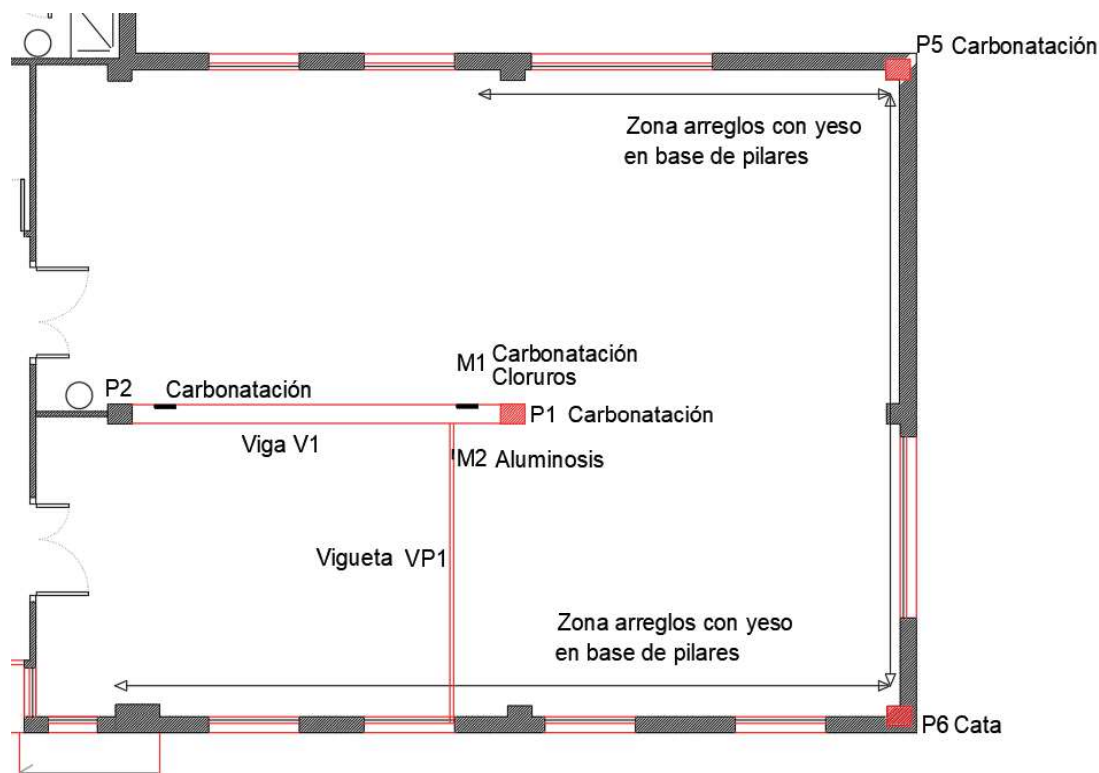 P5 Carbonatación
Zona arreglos con yeso
en base de pilares
M1 Carbonatación
Cloruros
P2 Carbonatación
P1 Carbonatación
Viga V1
M2 Aluminosis
Vigueta VP1
Zona arreglos con yeso
en base de pilares
P6 Cata